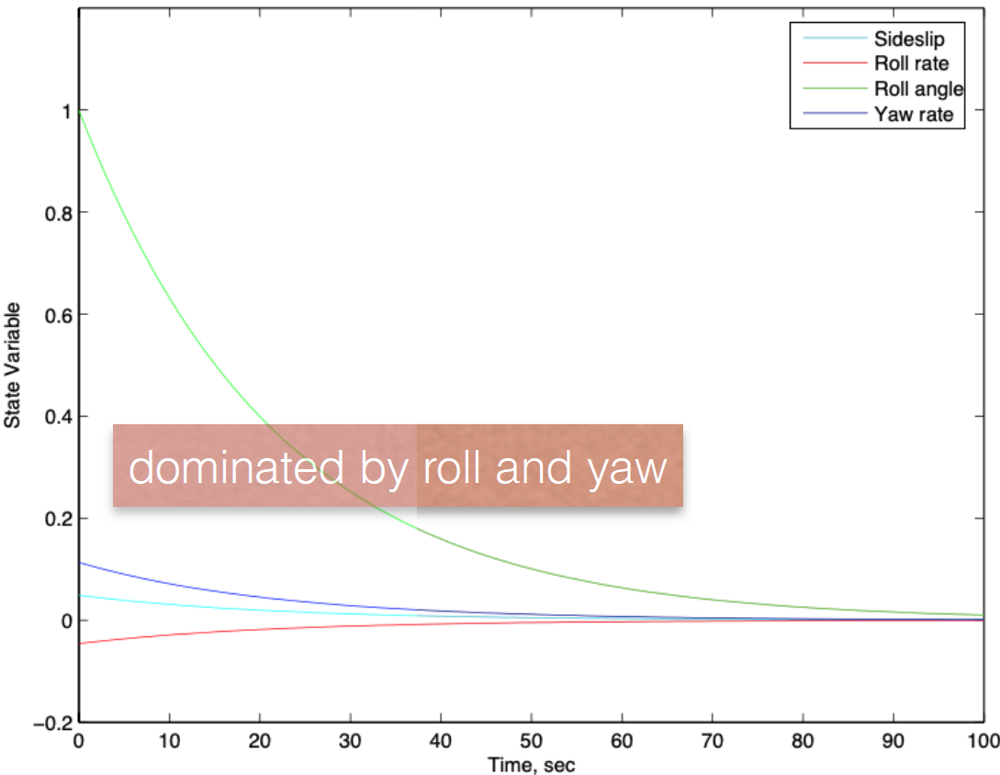 Sideslip
Roll rate
Roll angle
Yaw rate
1
0.8
0.6
0.4
0.2
0
−0.2
State Variable
dominated by roll and yaw
0 10 20 30 40 50 60 70 80 90 100
Time, sec